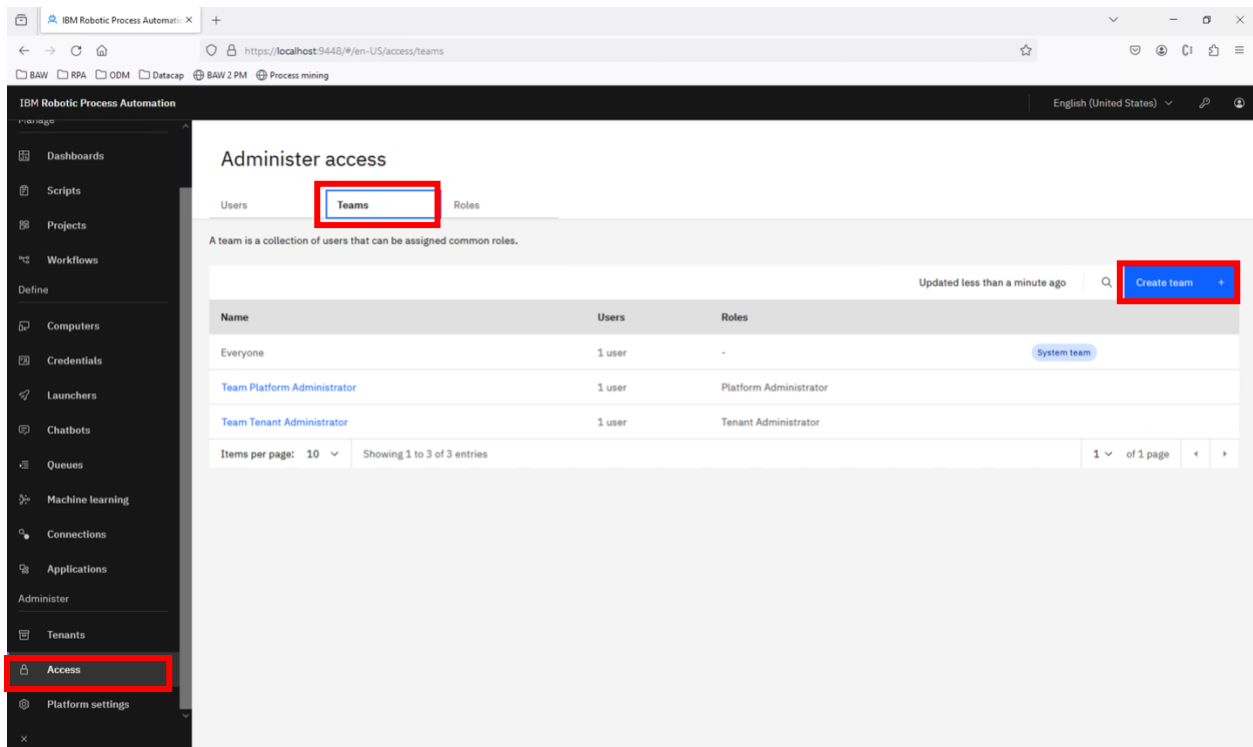 IBM Robotic Process Automatic
https://localhost:9448/#/en-US/access/teams
BAW RPA ODM Datacap BAW 2 PM Process mining
IBM Robotic Process Automation English (United States)
Manage
Dashboards
Scripts
Projects
Workflows
Define
Computers
Credentials
Launchers
Chatbots
Queues
Machine learning
Connections
Applications
Administer
Tenants
Access
Platform settings
Administer access
Users Teams Roles
A team is a collection of users that can be assigned common roles.
Updated less than a minute ago Create team +
Name Users Roles
Everyone 1 user - System team
Team Platform Administrator 1 user Platform Administrator
Team Tenant Administrator 1 user Tenant Administrator
Items per page: 10 Showing 1 to 3 of 3 entries 1 of 1 page